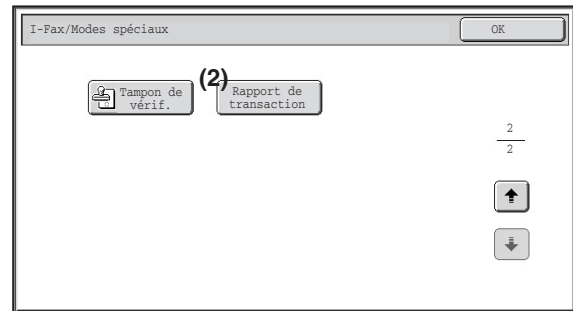 I-Fax/Modes spéciaux
OK
Tampon de
vérif.
(2)
Rapport de
transaction
2
2